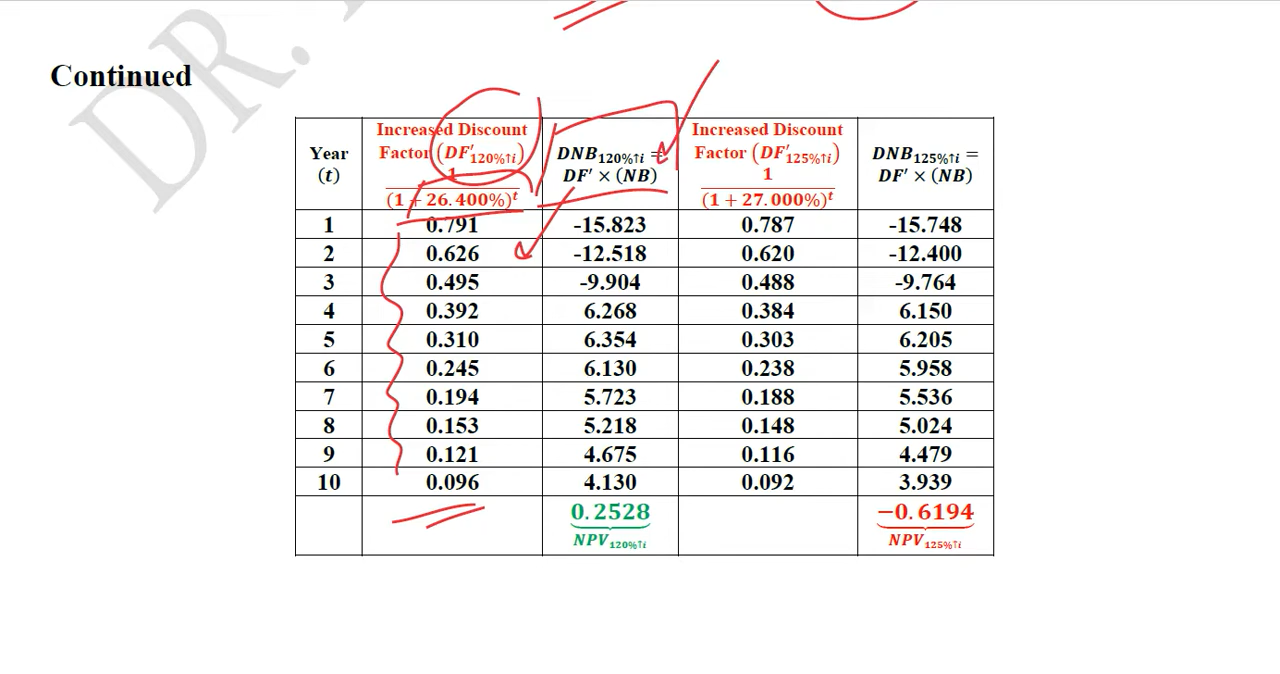 DR.
Continued
Year (t) | Increased Discount Factor (DF′120%↑i) 1 / (1 + 26.400%)^t | DNB120%↑i = DF′ × (NB) | Increased Discount Factor (DF′125%↑i) 1 / (1 + 27.000%)^t | DNB125%↑i = DF′ × (NB)
1 0.791 -15.823 0.787 -15.748
2 0.626 -12.518 0.620 -12.400
3 0.495 -9.904 0.488 -9.764
4 0.392 6.268 0.384 6.150
5 0.310 6.354 0.303 6.205
6 0.245 6.130 0.238 5.958
7 0.194 5.723 0.188 5.536
8 0.153 5.218 0.148 5.024
9 0.121 4.675 0.116 4.479
10 0.096 4.130 0.092 3.939
0.2528 −0.6194
NPV120%↑i NPV125%↑i